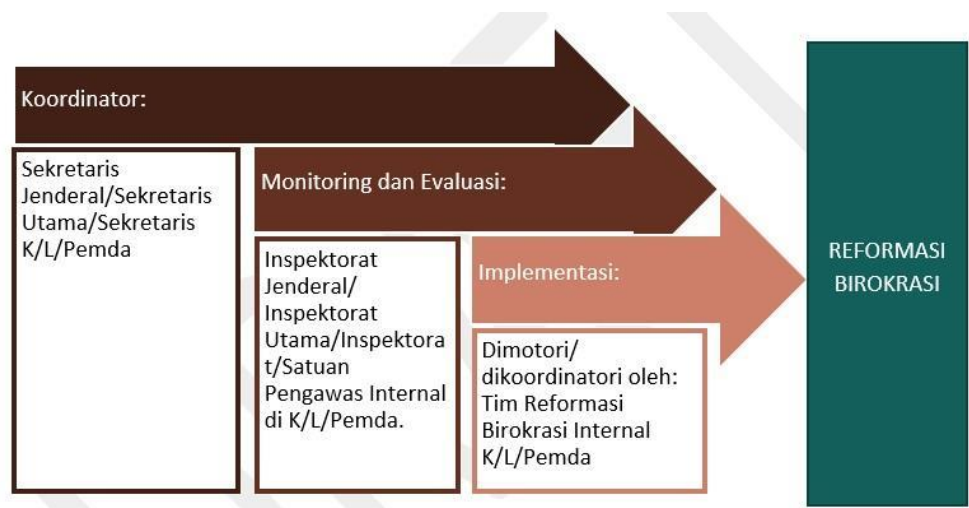 Koordinator:
Sekretaris
Jenderal/Sekretaris
Utama/Sekretaris
K/L/Pemda
Monitoring dan Evaluasi:
Inspektorat
Jenderal/
Inspektorat
Utama/Inspektora
t/Satuan
Pengawas Internal
di K/L/Pemda.
Implementasi:
Dimotori/
dikoordinatori oleh:
Tim Reformasi
Birokrasi Internal
K/L/Pemda
REFORMASI
BIROKRASI